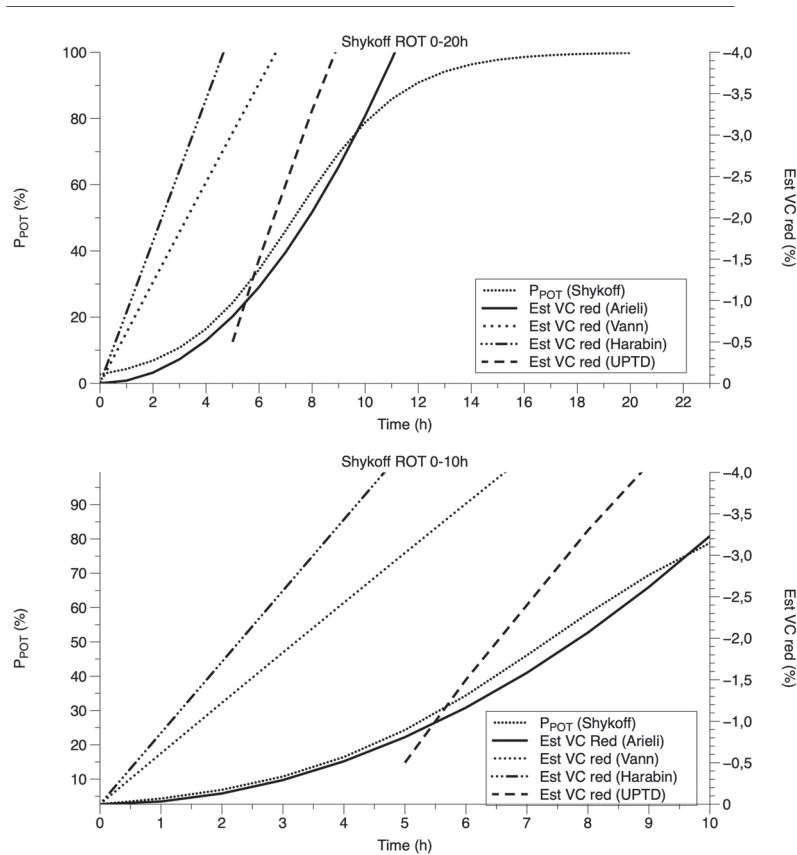 Shykoff ROT 0-20h
100
80
60
40
20
0
P_POT (%)
–4,0
–3,5
–3,0
–2,5
–2,0
–1,5
–1,0
–0,5
0
Est VC red (%)
P_POT (Shykoff)
Est VC red (Arieli)
Est VC red (Vann)
Est VC red (Harabin)
Est VC red (UPTD)
0 2 4 6 8 10 12 14 16 18 20 22
Time (h)
Shykoff ROT 0-10h
90
80
70
60
50
40
30
20
10
P_POT (%)
–4,0
–3,5
–3,0
–2,5
–2,0
–1,5
–1,0
–0,5
0
Est VC red (%)
P_POT (Shykoff)
Est VC Red (Arieli)
Est VC red (Vann)
Est VC red (Harabin)
Est VC red (UPTD)
0 1 2 3 4 5 6 7 8 9 10
Time (h)